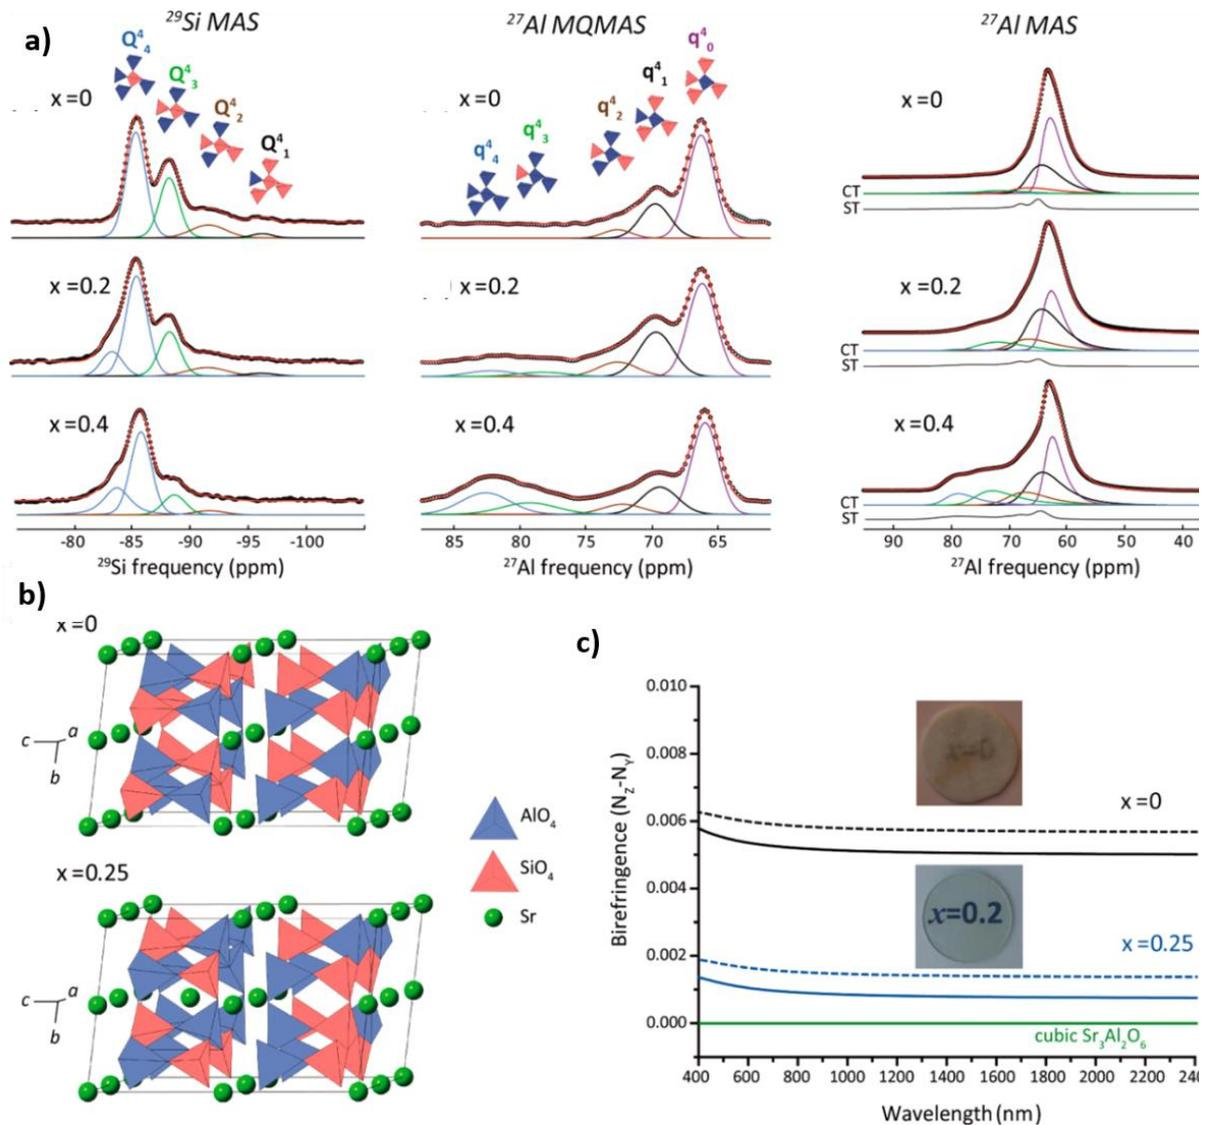 a)
29Si MAS
27Al MQMAS
27Al MAS
Q44
Q43
Q42
Q41
q44
q43
q42
q41
q40
x=0
x=0
x=0
CT
ST
x=0.2
x=0.2
x=0.2
CT
ST
x=0.4
x=0.4
x=0.4
CT
ST
-80 -85 -90 -95 -100
85 80 75 70 65
90 80 70 60 50 40
29Si frequency (ppm)
27Al frequency (ppm)
27Al frequency (ppm)
b)
x=0
c a
b
AlO4
SiO4
Sr
x=0.25
c a
b
c)
Birefringence (NZ-NY)
0.010
0.008
0.006
0.004
0.002
0.000
x=0
x=0
x=0.2
x=0.25
cubic Sr3Al2O6
400 600 800 1000 1200 1400 1600 1800 2000 2200 240
Wavelength (nm)